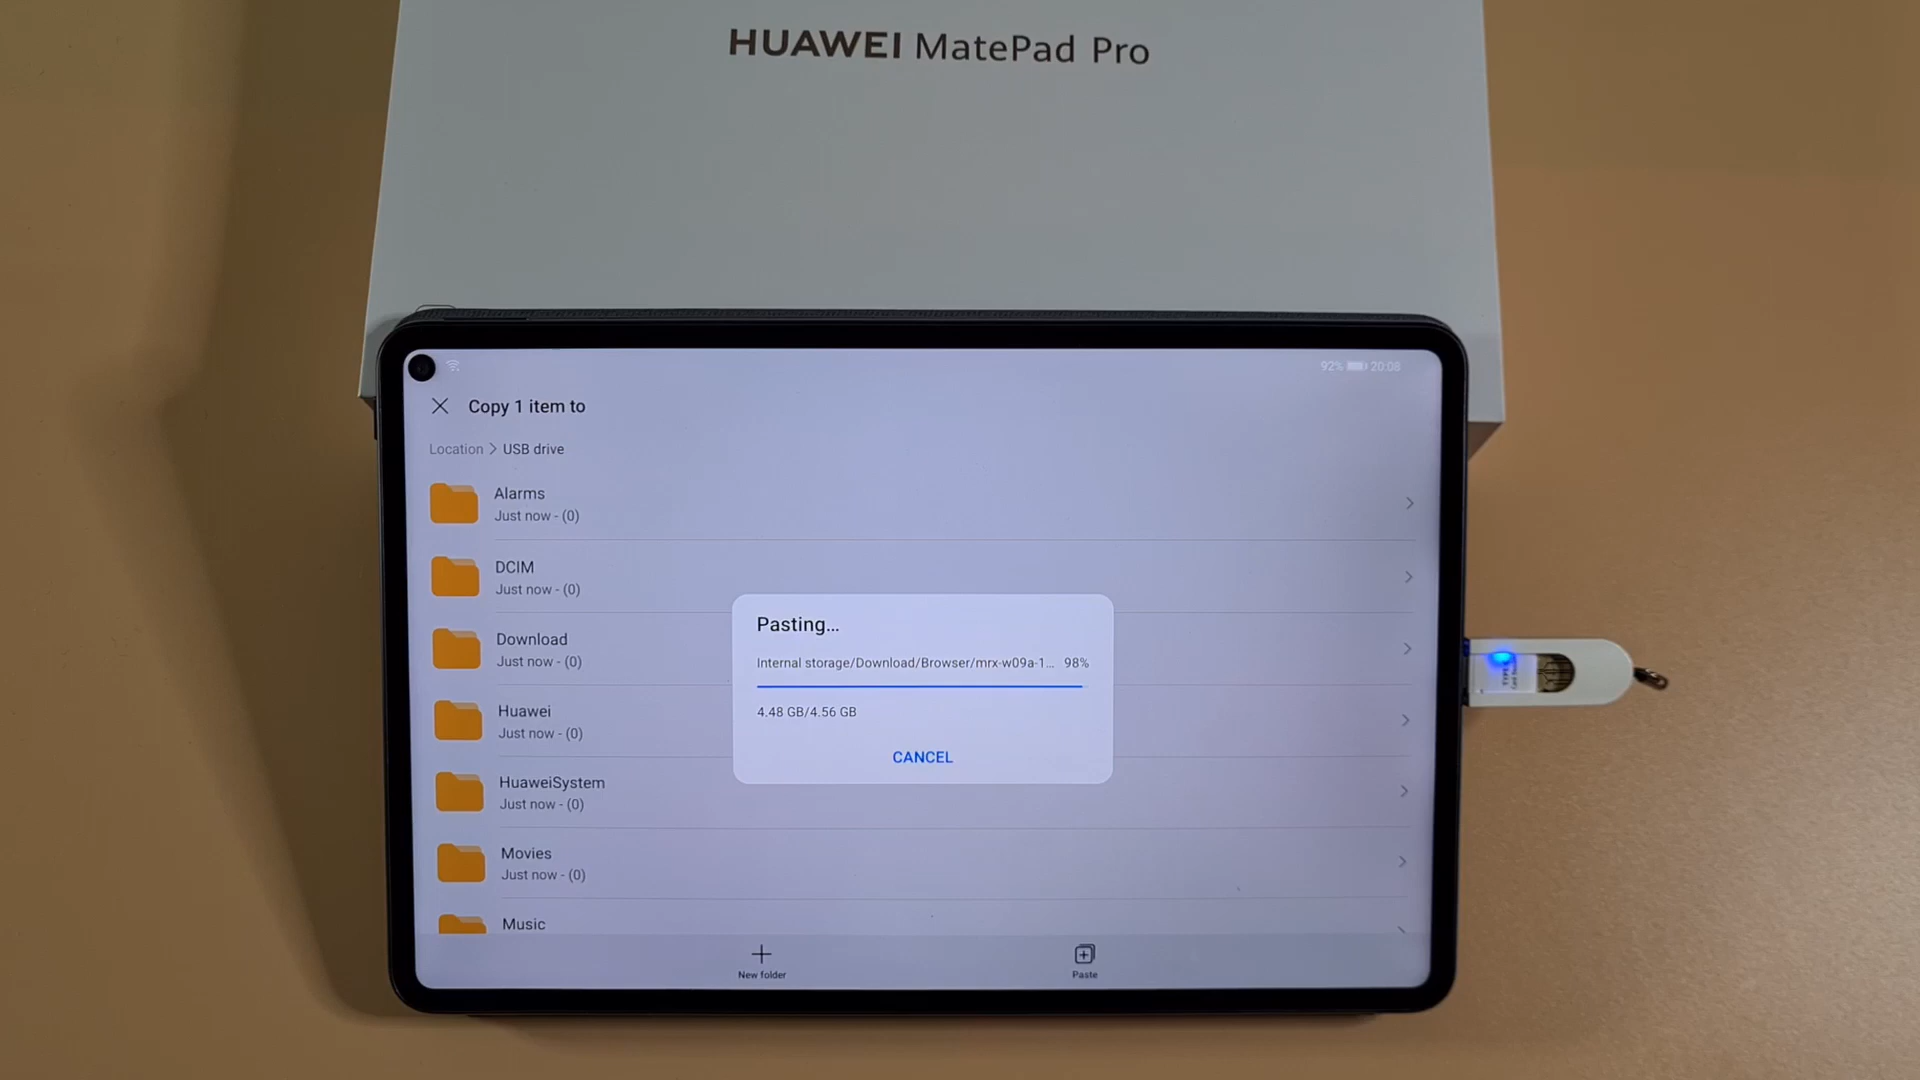 HUAWEI MatePad Pro
92% 20:08
Copy 1 item to
Location > USB drive
Alarms
Just now - (0)
DCIM
Just now - (0)
Download
Just now - (0)
Huawei
Just now - (0)
HuaweiSystem
Just now - (0)
Movies
Just now - (0)
Music
Pasting...
Internal storage/Download/Browser/mrx-w09a-1... 98%
4.48 GB/4.56 GB
CANCEL
New folder
Paste